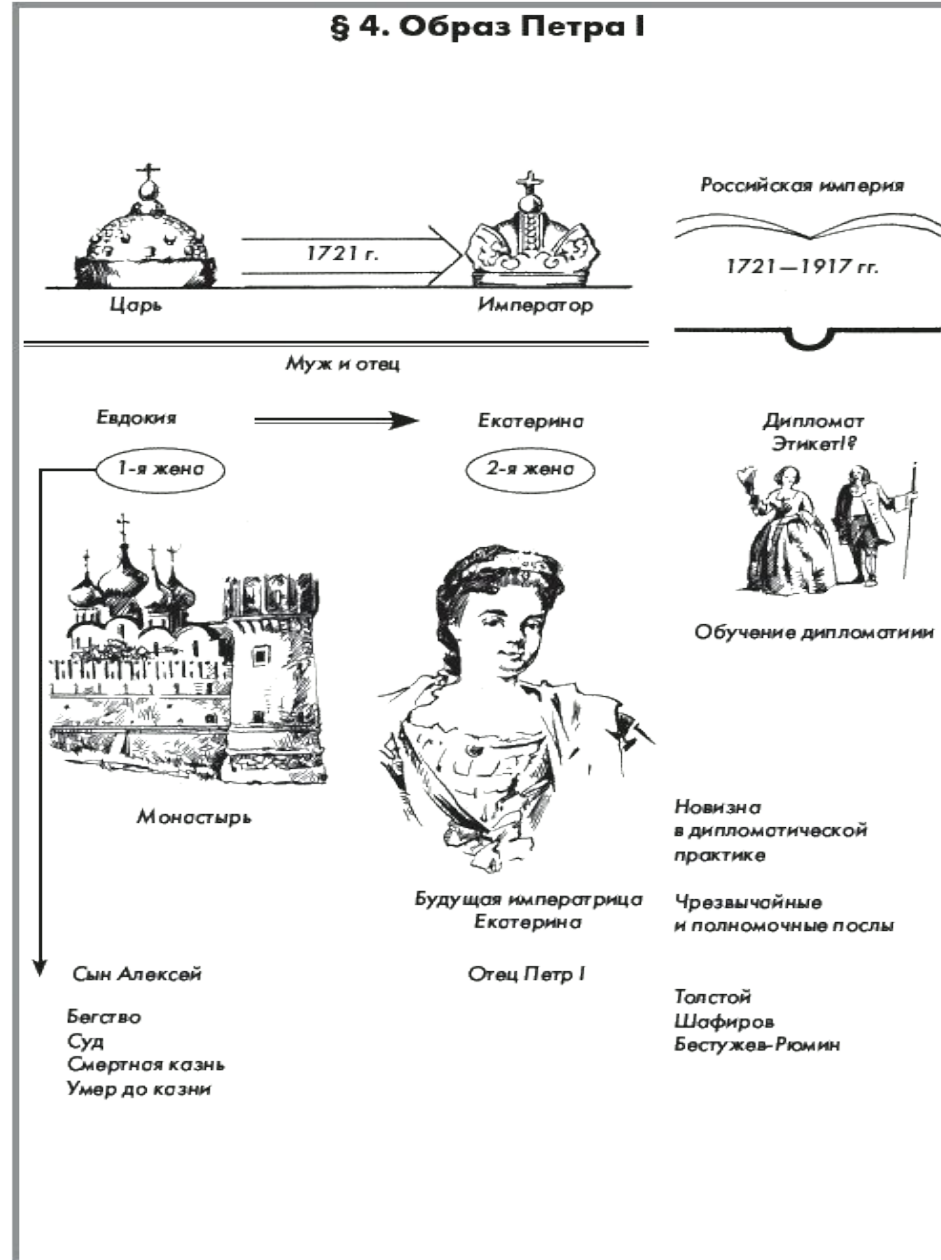 § 4. Образ Петра I
1721 г.
Царь
Император
Российская империя
1721—1917 гг.
Муж и отец
Евдокия
Екатерина
1-я жена
2-я жена
Монастырь
Будущая императрица
Екатерина
Сын Алексей
Отец Петр I
Бегство
Суд
Смертная казнь
Умер до казни
Дипломат
Этикет!?
Обучение дипломатиии
Новизна
в дипломатической
практике
Чрезвычайные
и полномочные послы
Толстой
Шафиров
Бестужев-Рюмин